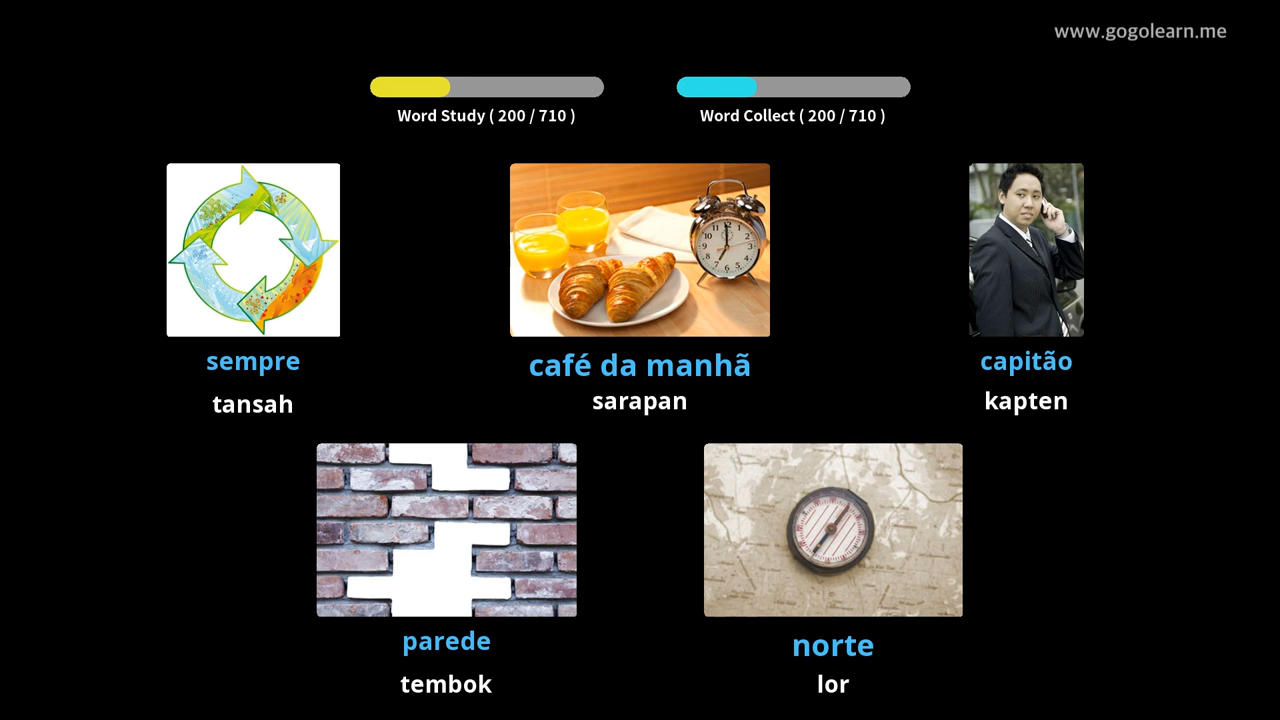 www.gogolearn.me
Word Study ( 200 / 710 )
Word Collect ( 200 / 710 )
sempre
tansah
café da manhã
sarapan
capitão
kapten
parede
tembok
norte
lor